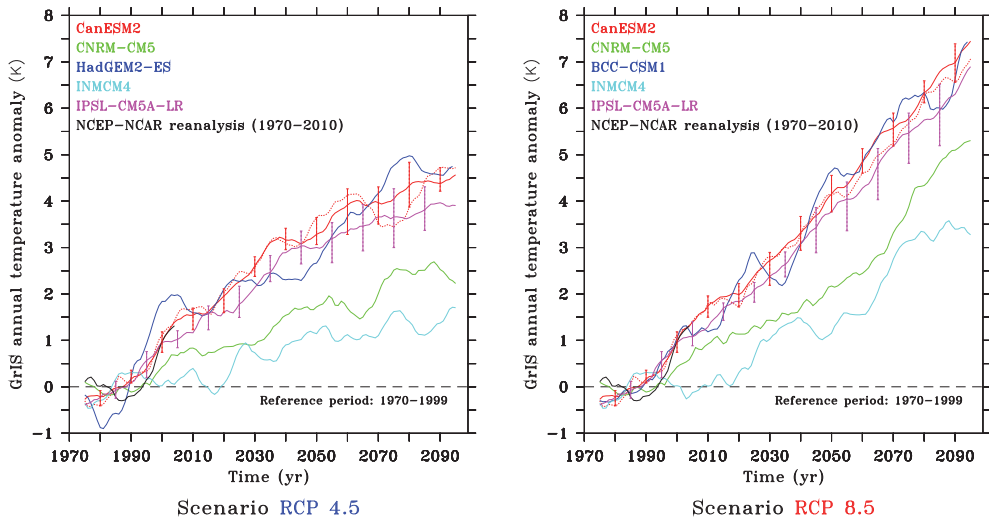 GrIS annual temperature anomaly (K)
8
7
6
5
4
3
2
1
0
−1
CanESM2
CNRM−CM5
HadGEM2−ES
INMCM4
IPSL−CM5A−LR
NCEP−NCAR reanalysis (1970−2010)
Reference period: 1970−1999
1970 1990 2010 2030 2050 2070 2090
Time (yr)
Scenario RCP 4.5
GrIS annual temperature anomaly (K)
8
7
6
5
4
3
2
1
0
−1
CanESM2
CNRM−CM5
BCC−CSM1
INMCM4
IPSL−CM5A−LR
NCEP−NCAR reanalysis (1970−2010)
Reference period: 1970−1999
1970 1990 2010 2030 2050 2070 2090
Time (yr)
Scenario RCP 8.5